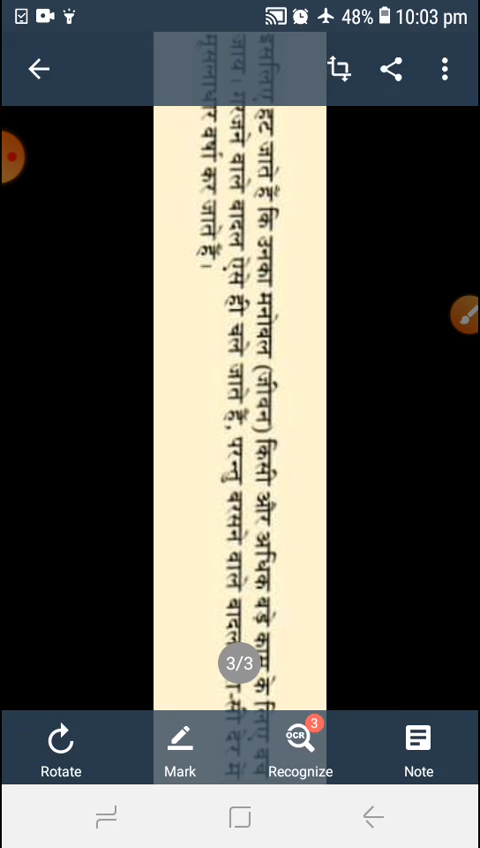 48% 10:03 pm
इसलिए हट जाते हैं कि उनका मनोबल (जीवन) किसी और अधिक बड़े काम के लिए बच
जाय। गरजने वाले बादल ऐसे ही चले जाते हैं, परन्तु बरसने वाले बादल देर में
मूसलाधार वर्षा कर जाते हैं।
3/3
Rotate
Mark
OCR
3
Recognize
Note